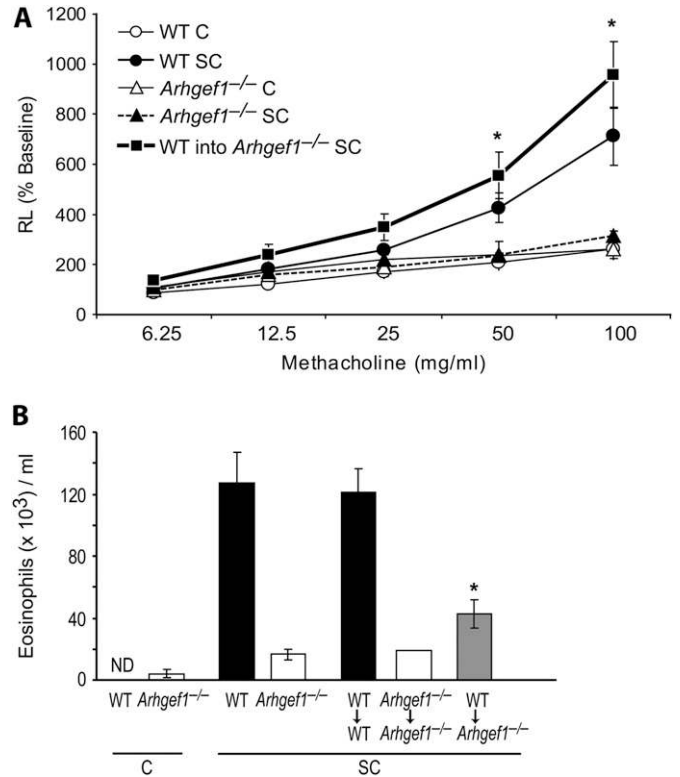 A
1200
1000
800
600
400
200
0
RL (% Baseline)
WT C
WT SC
Arhgef1−/− C
Arhgef1−/− SC
WT into Arhgef1−/− SC
*
*
6.25 12.5 25 50 100
Methacholine (mg/ml)
B
160
120
80
40
0
Eosinophils (x 10³) / ml
ND
*
WT Arhgef1−/− WT Arhgef1−/− WT Arhgef1−/− WT
↓ ↓ ↓
WT Arhgef1−/− Arhgef1−/−
C SC